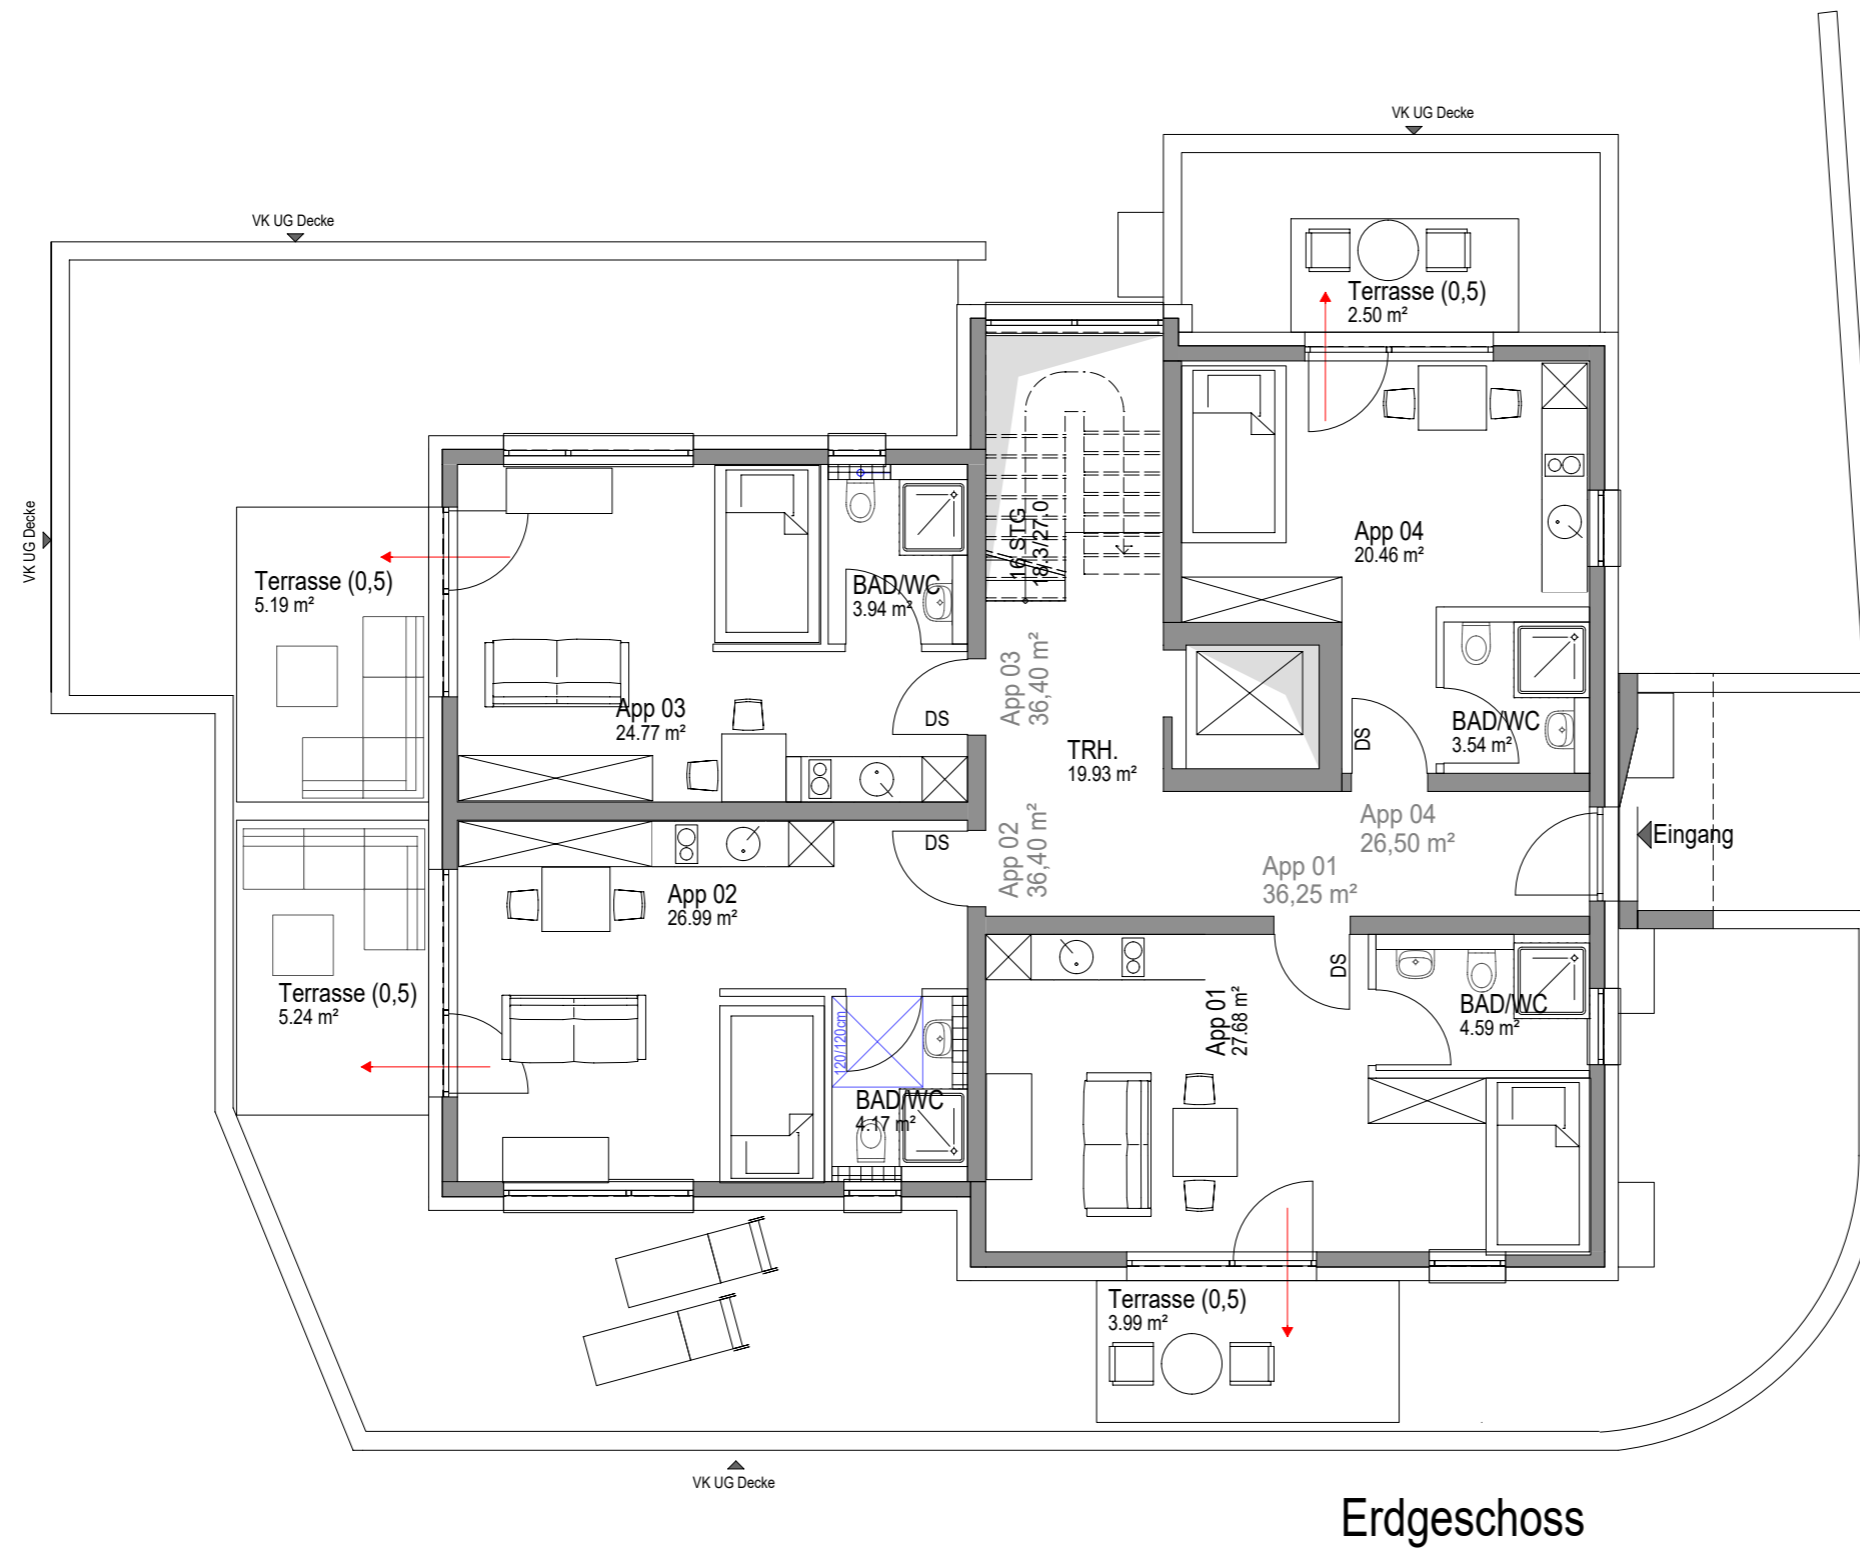 VK UG Decke
VK UG Decke
VK UG Decke
Terrasse (0,5)
2.50 m²
App 04
20.46 m²
16 STG
18.3/27.0
Terrasse (0,5)
5.19 m²
BAD/WC
3.94 m²
App 03
24.77 m²
DS
App 03
36,40 m²
TRH.
19.93 m²
DS
BAD/WC
3.54 m²
App 04
26,50 m²
Eingang
App 01
36,25 m²
App 02
36,40 m²
DS
App 02
26.99 m²
Terrasse (0,5)
5.24 m²
120/120cm
BAD/WC
4.17 m²
DS
App 01
27.68 m²
BAD/WC
4.59 m²
Terrasse (0,5)
3.99 m²
VK UG Decke
Erdgeschoss